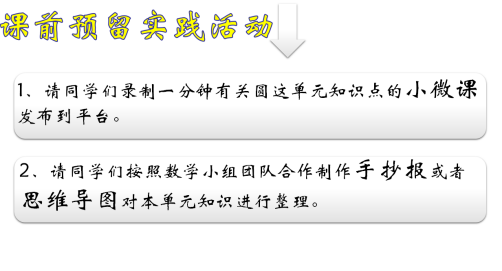 课前预留实践活动
1、请同学们录制一分钟有关圆这单元知识点的小微课
发布到平台。
2、请同学们按照数学小组团队合作制作手抄报或者
思维导图对本单元知识进行整理。